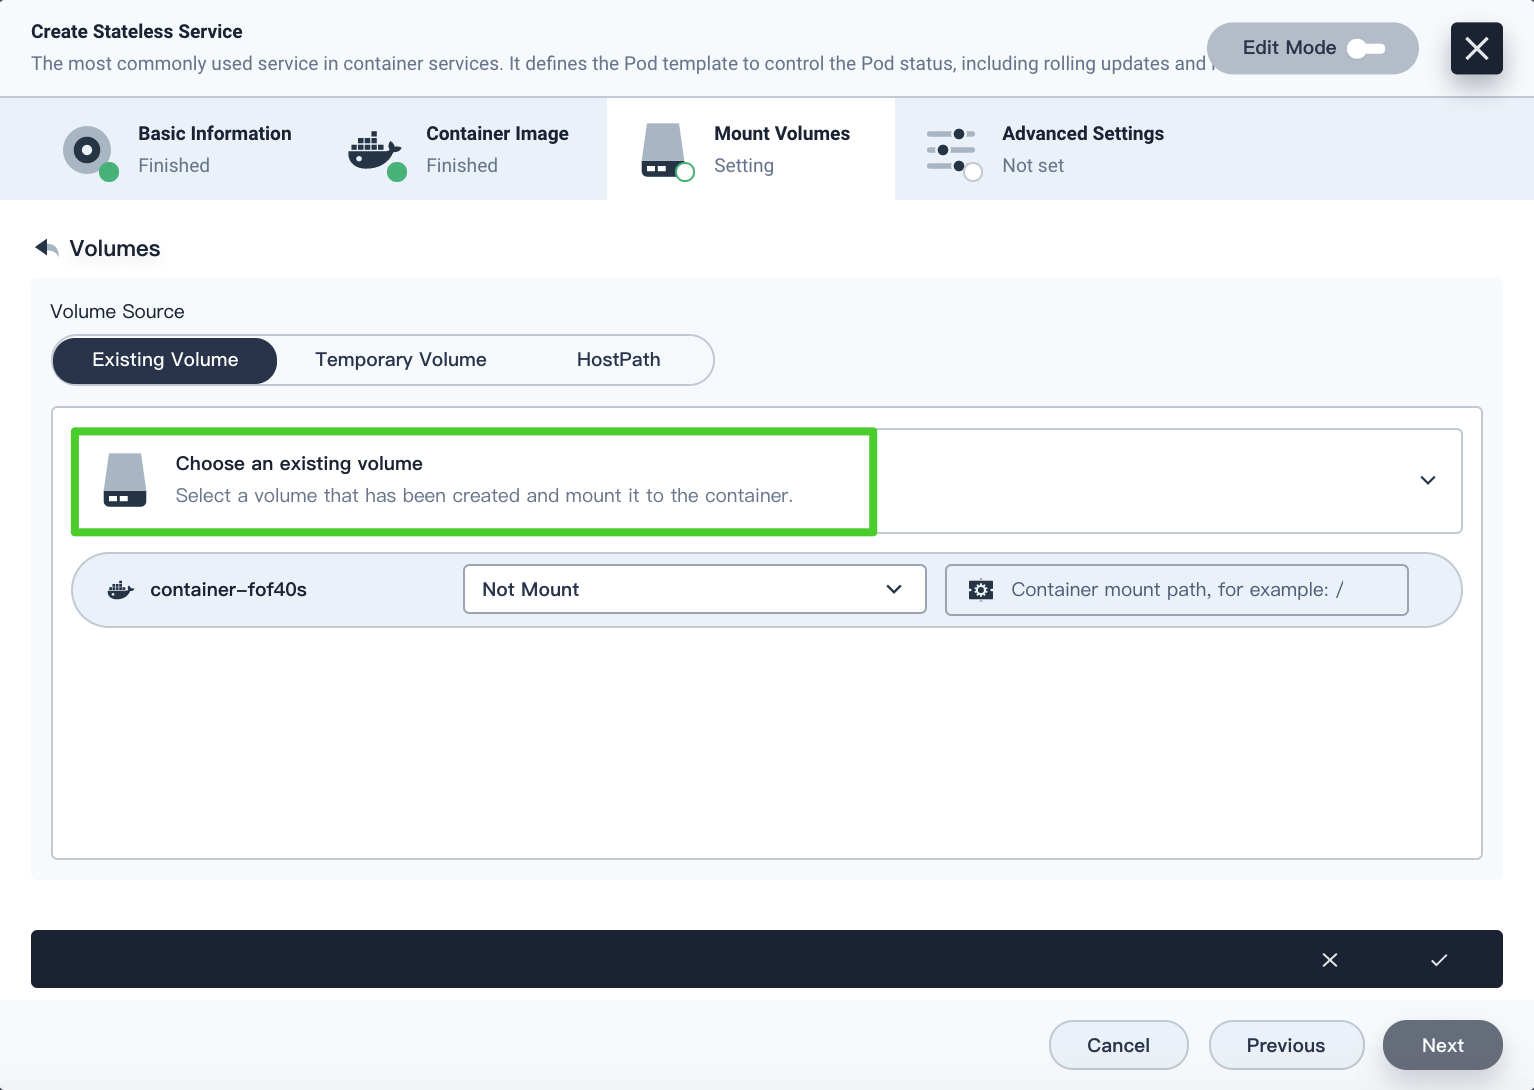 Create Stateless Service
The most commonly used service in container services. It defines the Pod template to control the Pod status, including rolling updates and
Edit Mode
Basic Information
Finished
Container Image
Finished
Mount Volumes
Setting
Advanced Settings
Not set
Volumes
Volume Source
Existing Volume
Temporary Volume
HostPath
Choose an existing volume
Select a volume that has been created and mount it to the container.
container-fof40s
Not Mount
Container mount path, for example: /
Cancel
Previous
Next